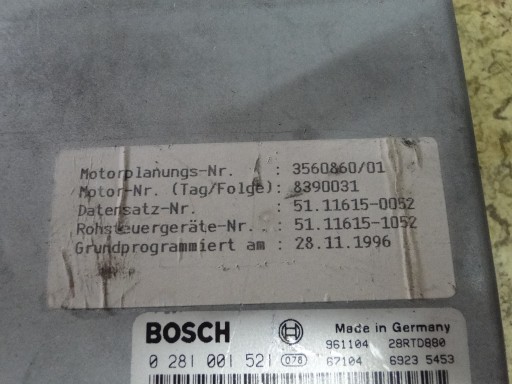 Motorplanungs-Nr. : 3560860/01
Motor-Nr. (Tag/Folge): 8390031
Datensatz-Nr. : 51.11615-0052
Rohsteuergeräte-Nr. : 51.11615-1052
Grundprogrammiert am : 28.11.1996
BOSCH Made in Germany
961104 28RTD880
0 281 001 521 078 67104 6923 5453